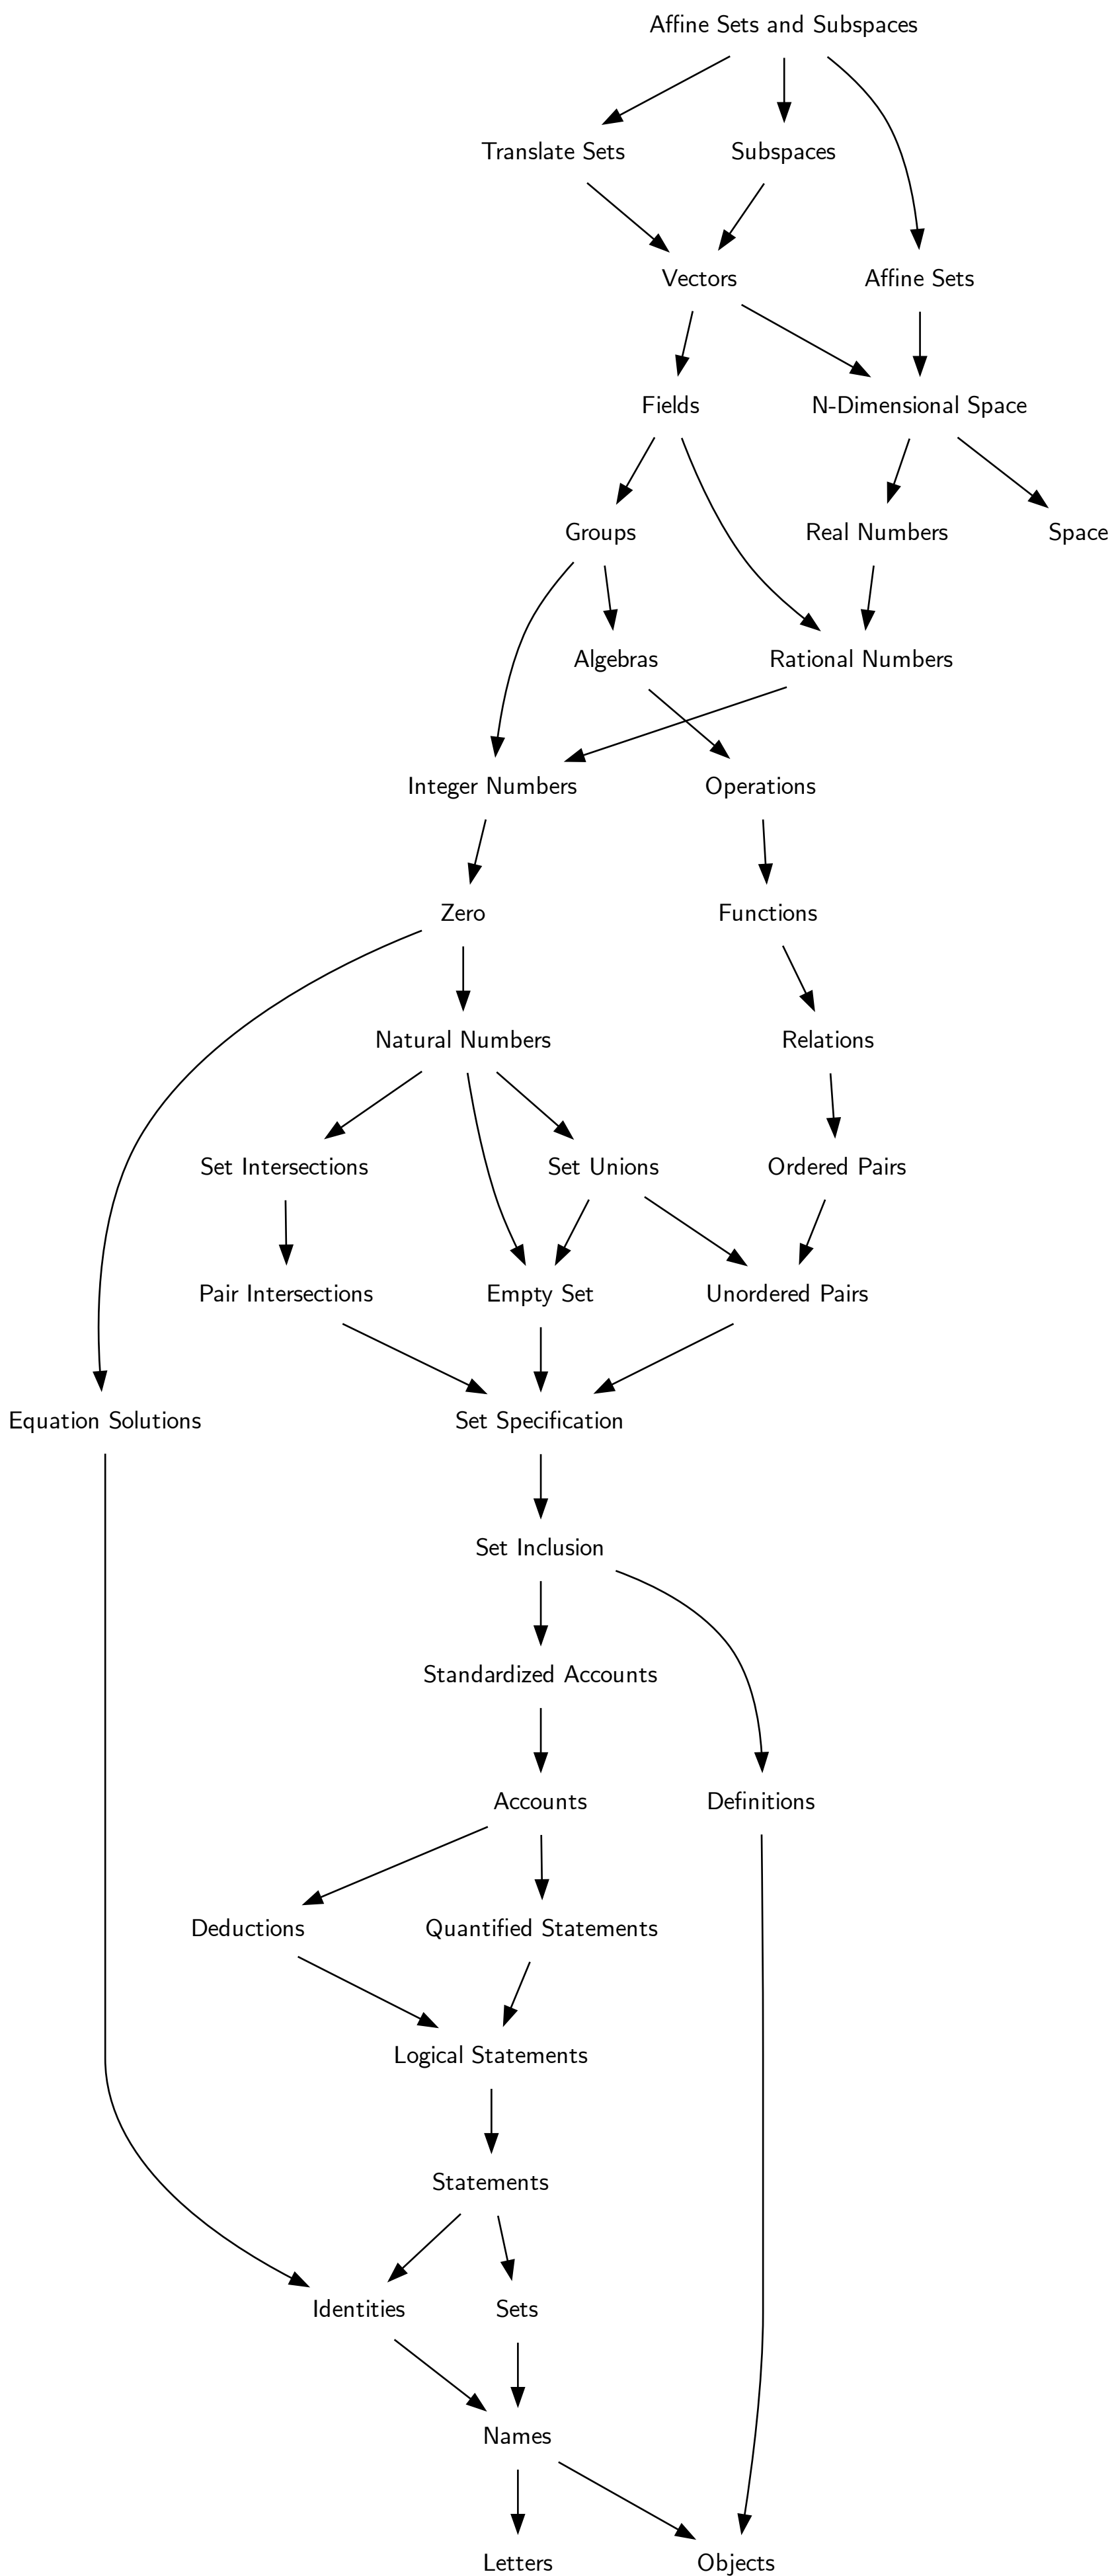 Affine Sets and Subspaces
Translate Sets
Subspaces
Vectors
Affine Sets
Fields
N-Dimensional Space
Groups
Real Numbers
Space
Algebras
Rational Numbers
Integer Numbers
Operations
Zero
Functions
Natural Numbers
Relations
Set Intersections
Set Unions
Ordered Pairs
Pair Intersections
Empty Set
Unordered Pairs
Equation Solutions
Set Specification
Set Inclusion
Standardized Accounts
Accounts
Definitions
Deductions
Quantified Statements
Logical Statements
Statements
Identities
Sets
Names
Letters
Objects